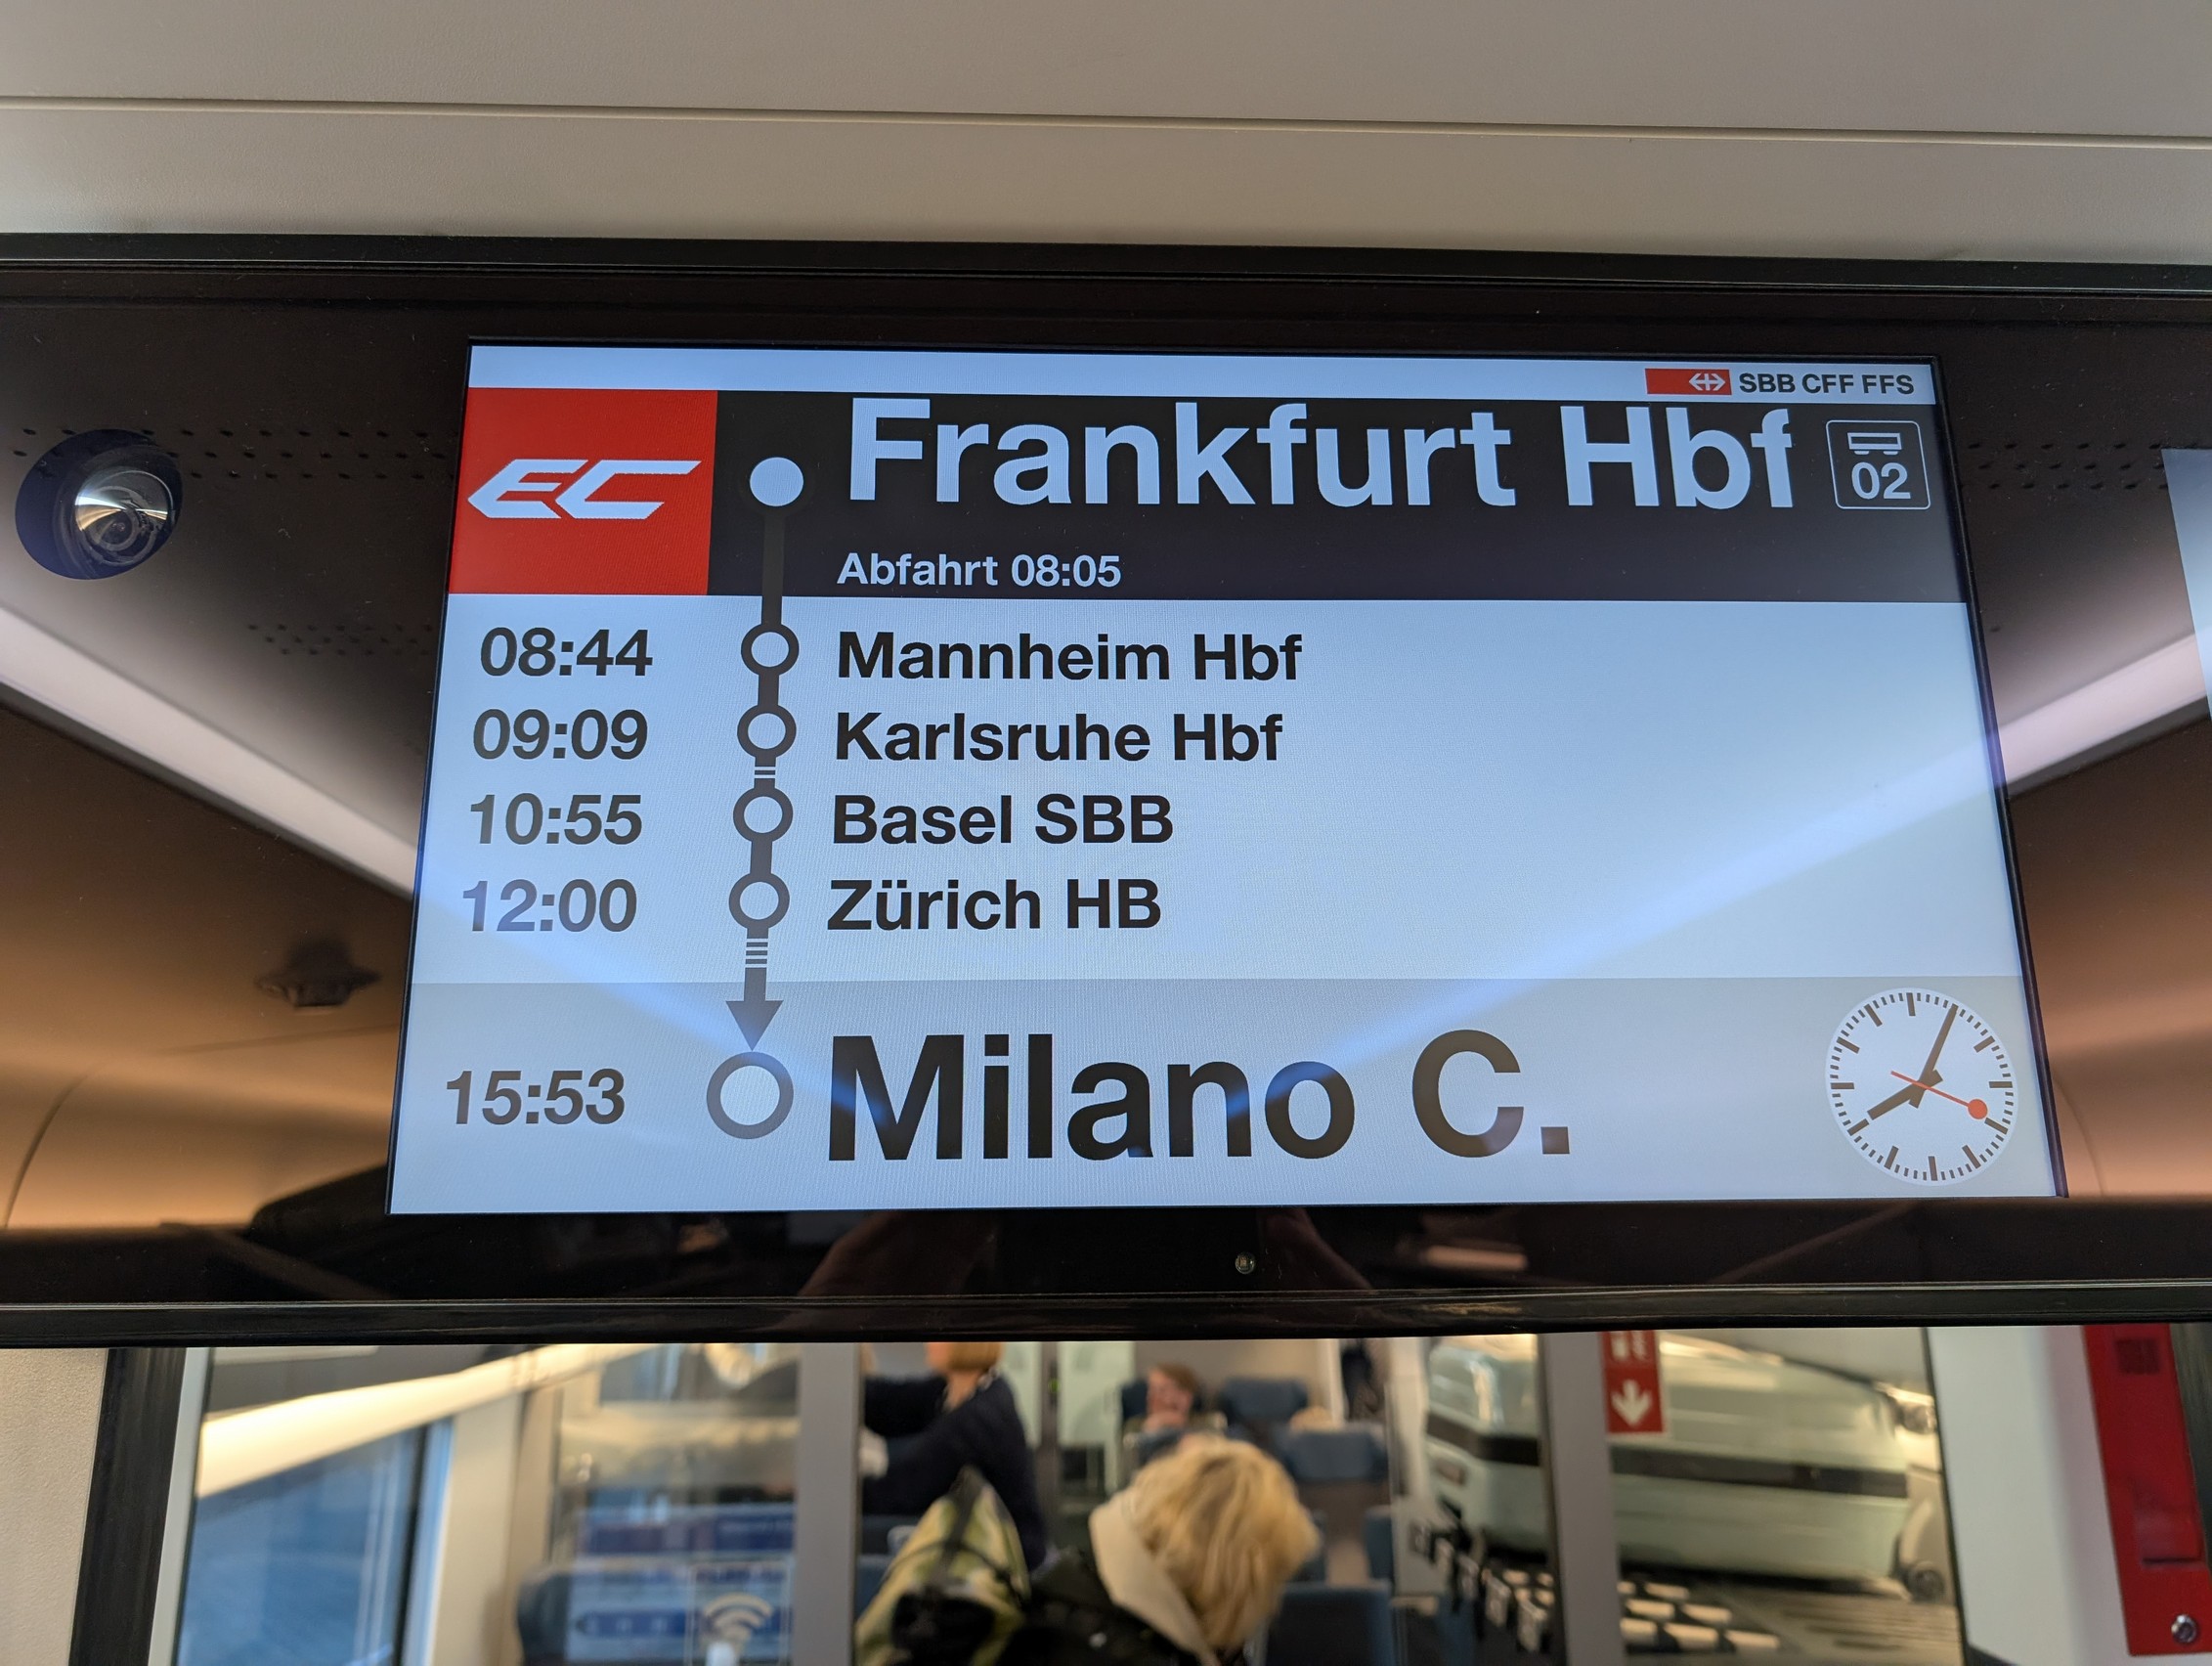 SBB CFF FFS
EC
Frankfurt Hbf
02
Abfahrt 08:05
08:44 Mannheim Hbf
09:09 Karlsruhe Hbf
10:55 Basel SBB
12:00 Zürich HB
15:53 Milano C.